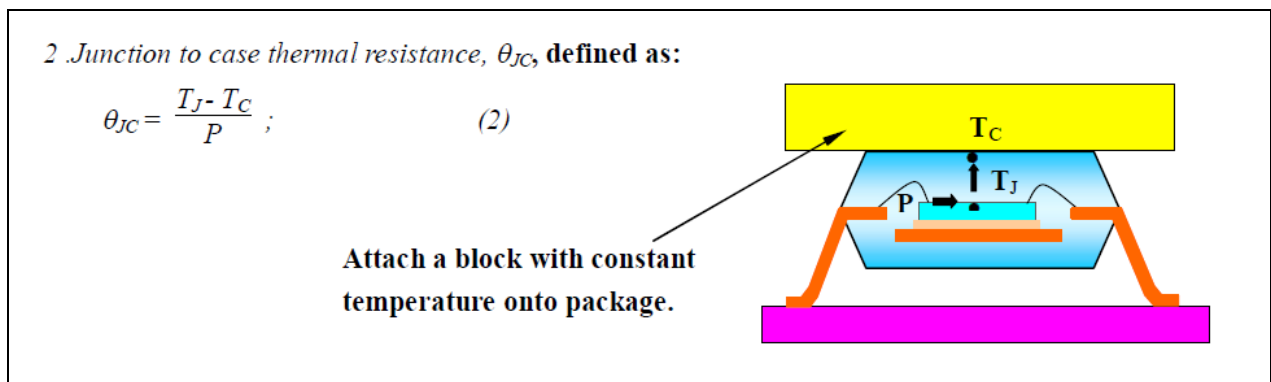 2 .Junction to case thermal resistance, θJC, defined as:
θJC = TJ - TC / P ; (2)
TC
TJ
P
Attach a block with constant
temperature onto package.